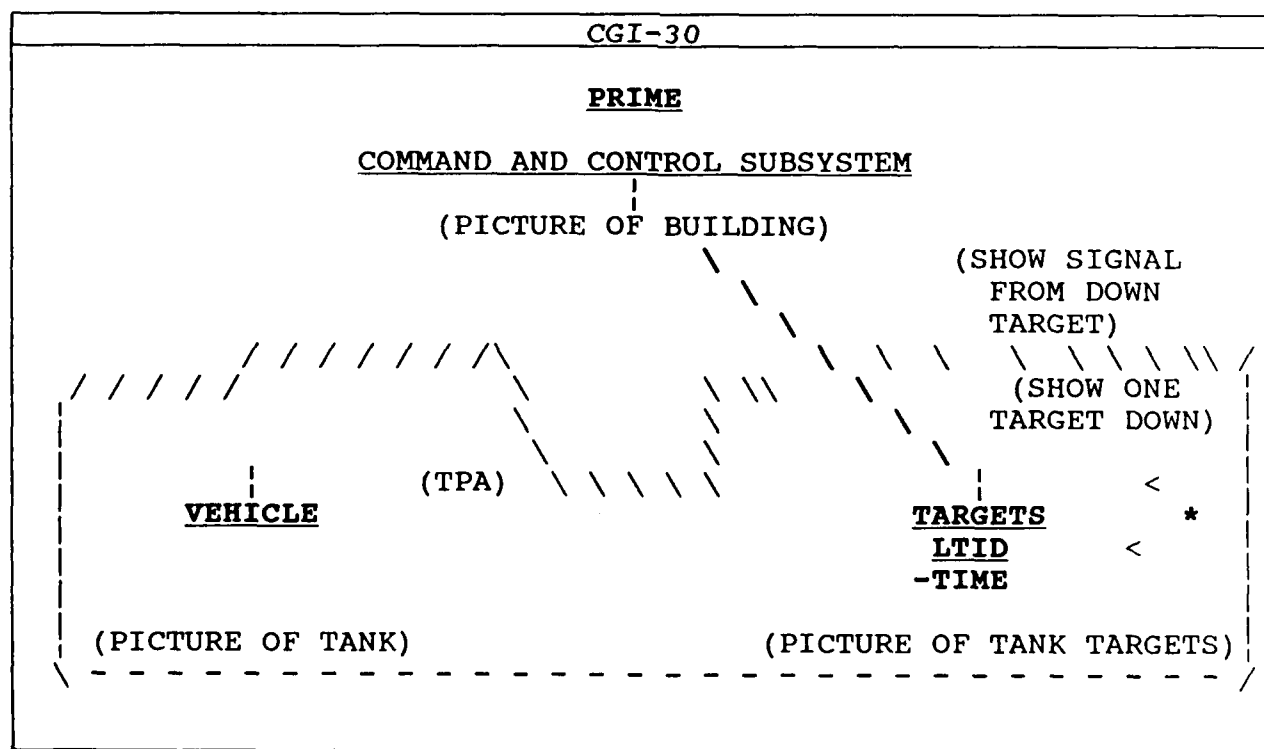 CGI-30
PRIME
COMMAND AND CONTROL SUBSYSTEM
(PICTURE OF BUILDING)
(SHOW SIGNAL
FROM DOWN
TARGET)
(SHOW ONE
TARGET DOWN)
(TPA)
VEHICLE
TARGETS
*
LTID
-TIME
(PICTURE OF TANK)
(PICTURE OF TANK TARGETS)